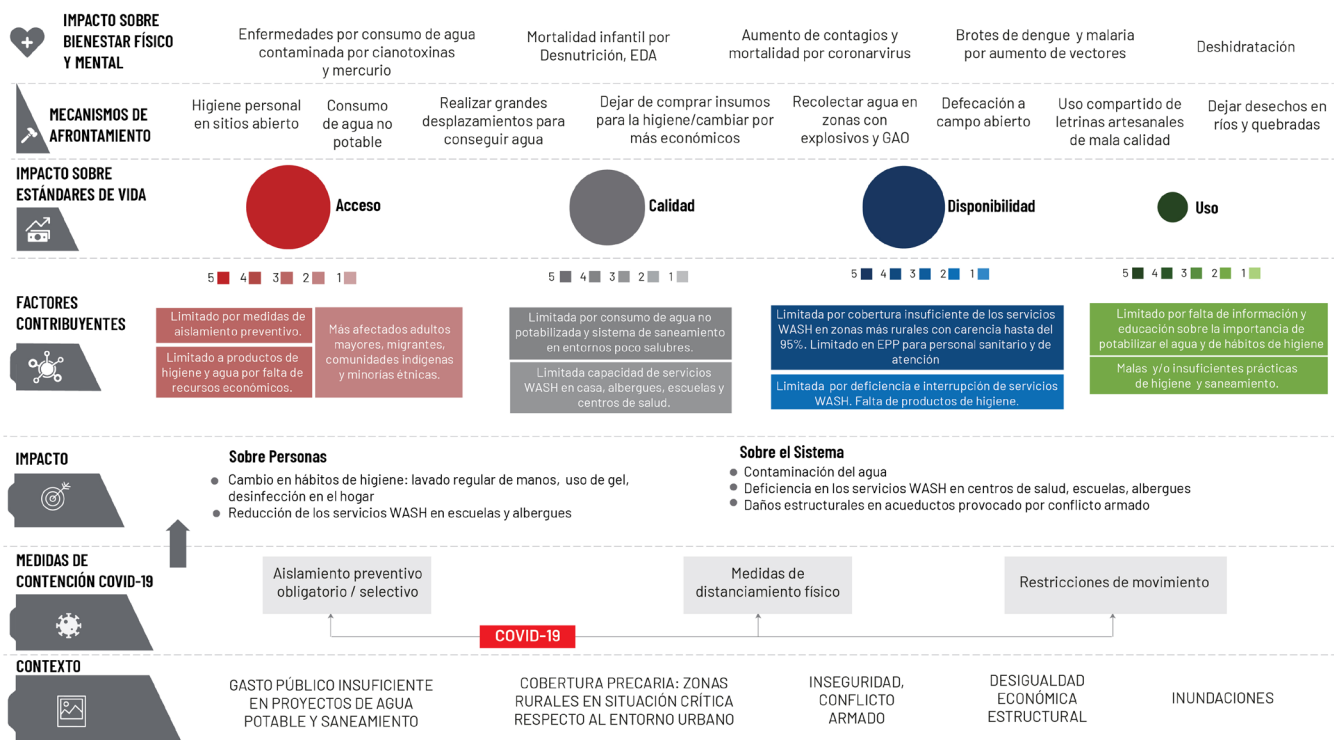 IMPACTO SOBRE
BIENESTAR FÍSICO
Y MENTAL
Enfermedades por consumo de agua
contaminada por cianotoxinas
y mercurio
Mortalidad infantil por
Desnutrición, EDA
Aumento de contagios y
mortalidad por coronarvirus
Brotes de dengue y malaria
por aumento de vectores
Deshidratación
MECANISMOS DE
AFRONTAMIENTO
Higiene personal
en sitios abierto
Consumo
de agua no
potable
Realizar grandes
desplazamientos para
conseguir agua
Dejar de comprar insumos
para la higiene/cambiar por
más económicos
Recolectar agua en
zonas con
explosivos y GAO
Defecación a
campo abierto
Uso compartido de
letrinas artesanales
de mala calidad
Dejar desechos en
ríos y quebradas
IMPACTO SOBRE
ESTÁNDARES DE VIDA
Acceso
Calidad
Disponibilidad
Uso
5 4 3 2 1
5 4 3 2 1
5 4 3 2 1
5 4 3 2 1
FACTORES
CONTRIBUYENTES
Limitado por medidas de
aislamiento preventivo.
Limitado a productos de
higiene y agua por falta de
recursos económicos.
Más afectados adultos
mayores, migrantes,
comunidades indígenas
y minorías étnicas.
Limitada por consumo de agua no
potabilizada y sistema de saneamiento
en entornos poco salubres.
Limitada capacidad de servicios
WASH en casa, albergues, escuelas y
centros de salud.
Limitada por cobertura insuficiente de los servicios
WASH en zonas más rurales con carencia hasta del
95%. Limitado en EPP para personal sanitario y de
atención
Limitada por deficiencia e interrupción de servicios
WASH. Falta de productos de higiene.
Limitado por falta de información y
educación sobre la importancia de
potabilizar el agua y de hábitos de higiene
Malas y/o insuficientes prácticas
de higiene y saneamiento.
IMPACTO
Sobre Personas
● Cambio en hábitos de higiene: lavado regular de manos, uso de gel,
desinfección en el hogar
● Reducción de los servicios WASH en escuelas y albergues
Sobre el Sistema
● Contaminación del agua
● Deficiencia en los servicios WASH en centros de salud, escuelas, albergues
● Daños estructurales en acueductos provocado por conflicto armado
MEDIDAS DE
CONTENCIÓN COVID-19
Aislamiento preventivo
obligatorio / selectivo
Medidas de
distanciamiento físico
Restricciones de movimiento
COVID-19
CONTEXTO
GASTO PÚBLICO INSUFICIENTE
EN PROYECTOS DE AGUA
POTABLE Y SANEAMIENTO
COBERTURA PRECARIA: ZONAS
RURALES EN SITUACIÓN CRÍTICA
RESPECTO AL ENTORNO URBANO
INSEGURIDAD,
CONFLICTO
ARMADO
DESIGUALDAD
ECONÓMICA
ESTRUCTURAL
INUNDACIONES